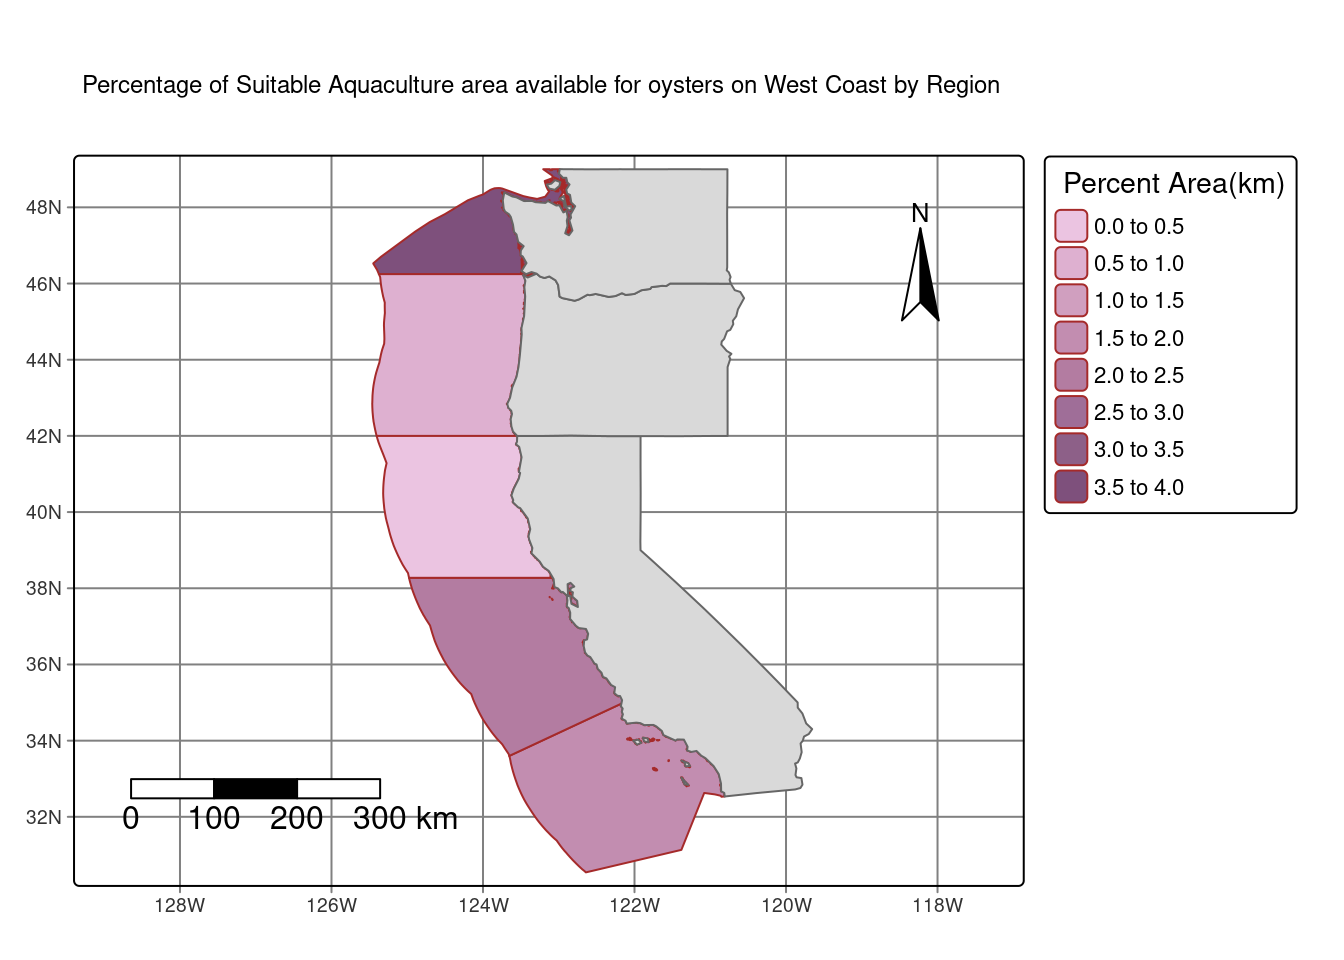 Percentage of Suitable Aquaculture area available for oysters on West Coast by Region
Percent Area(km)
0.0 to 0.5
0.5 to 1.0
1.0 to 1.5
1.5 to 2.0
2.0 to 2.5
2.5 to 3.0
3.0 to 3.5
3.5 to 4.0
N
48N
46N
44N
42N
40N
38N
36N
34N
32N
0 100 200 300 km
128W 126W 124W 122W 120W 118W